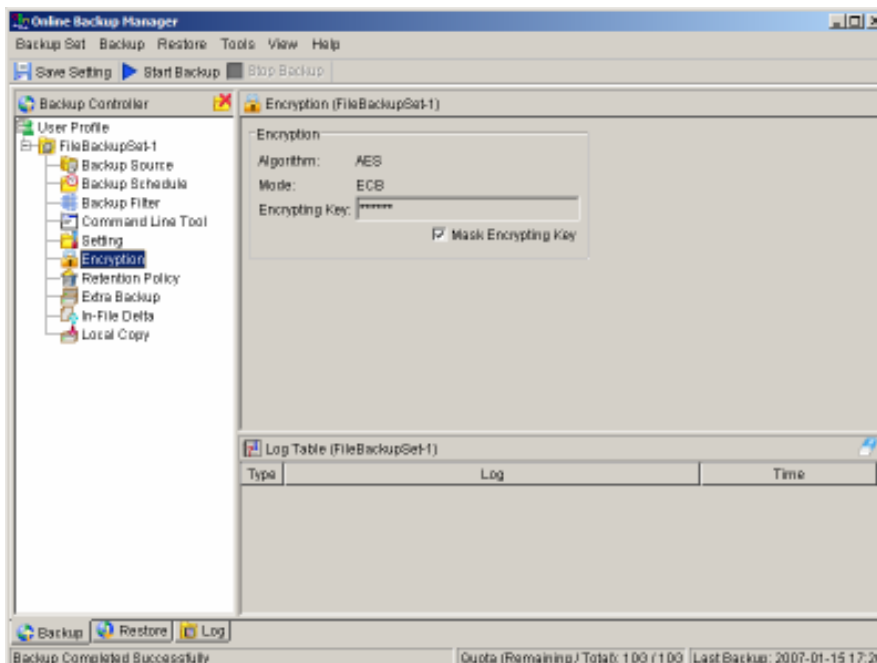 Online Backup Manager
Backup Set Backup Restore Tools View Help
Save Setting Start Backup Stop Backup
Backup Controller
User Profile
FileBackupSet-1
Backup Source
Backup Schedule
Backup Filter
Command Line Tool
Setting
Encryption
Retention Policy
Extra Backup
In-File Delta
Local Copy
Encryption (FileBackupSet-1)
Encryption
Algorithm: AES
Mode: ECB
Encrypting Key: ******
Mask Encrypting Key
Log Table (FileBackupSet-1)
Type Log Time
Backup Restore Log
Backup Completed Successfully
Quota (Remaining / Total): 10G / 10G
Last Backup: 2007-01-15 17:2